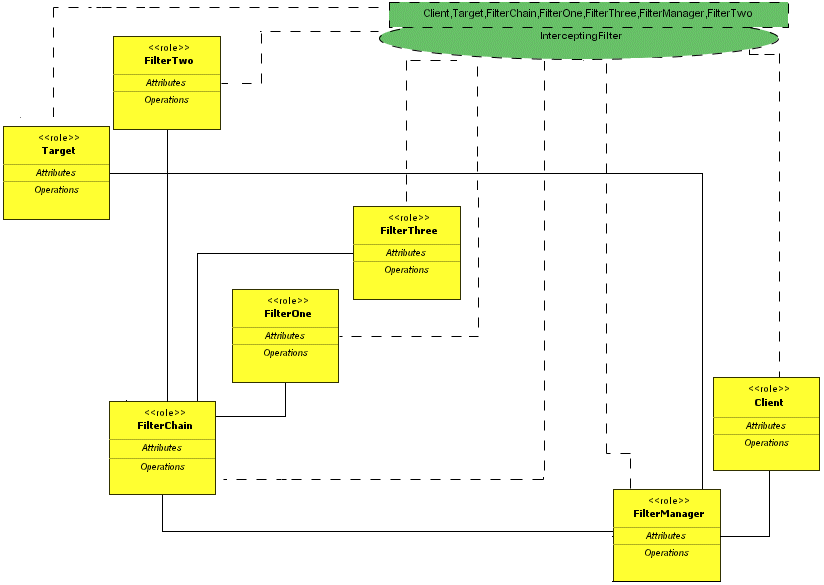 Client,Target,FilterChain,FilterOne,FilterThree,FilterManager,FilterTwo
InterceptingFilter
<<role>>
FilterTwo
Attributes
Operations
<<role>>
Target
Attributes
Operations
<<role>>
FilterThree
Attributes
Operations
<<role>>
FilterOne
Attributes
Operations
<<role>>
Client
Attributes
Operations
<<role>>
FilterChain
Attributes
Operations
<<role>>
FilterManager
Attributes
Operations